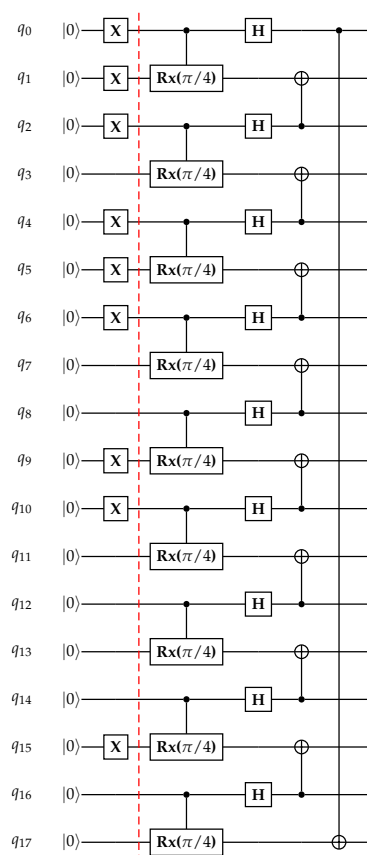 q0 |0⟩ X H
q1 |0⟩ X Rx(π/4)
q2 |0⟩ X H
q3 |0⟩ Rx(π/4)
q4 |0⟩ X H
q5 |0⟩ X Rx(π/4)
q6 |0⟩ X H
q7 |0⟩ Rx(π/4)
q8 |0⟩ H
q9 |0⟩ X Rx(π/4)
q10 |0⟩ X H
q11 |0⟩ Rx(π/4)
q12 |0⟩ H
q13 |0⟩ Rx(π/4)
q14 |0⟩ H
q15 |0⟩ X Rx(π/4)
q16 |0⟩ H
q17 |0⟩ Rx(π/4)